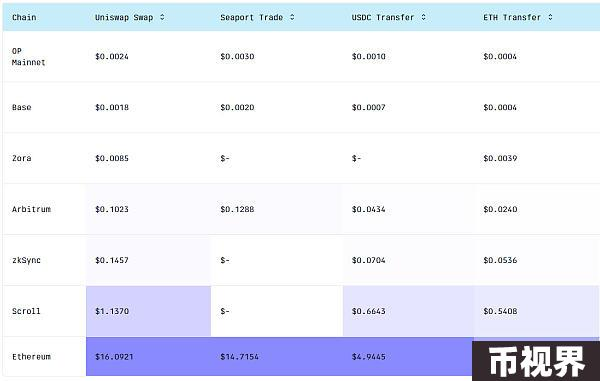 Chain Uniswap Swap Seaport Trade USDC Transfer ETH Transfer
OP Mainnet $0.0024 $0.0030 $0.0010 $0.0004
Base $0.0018 $0.0020 $0.0007 $0.0004
Zora $0.0085 $- $- $0.0039
Arbitrum $0.1023 $0.1288 $0.0434 $0.0240
zkSync $0.1457 $- $0.0704 $0.0536
Scroll $1.1370 $- $0.6643 $0.5408
Ethereum $16.0921 $14.7154 $4.9445
币视界